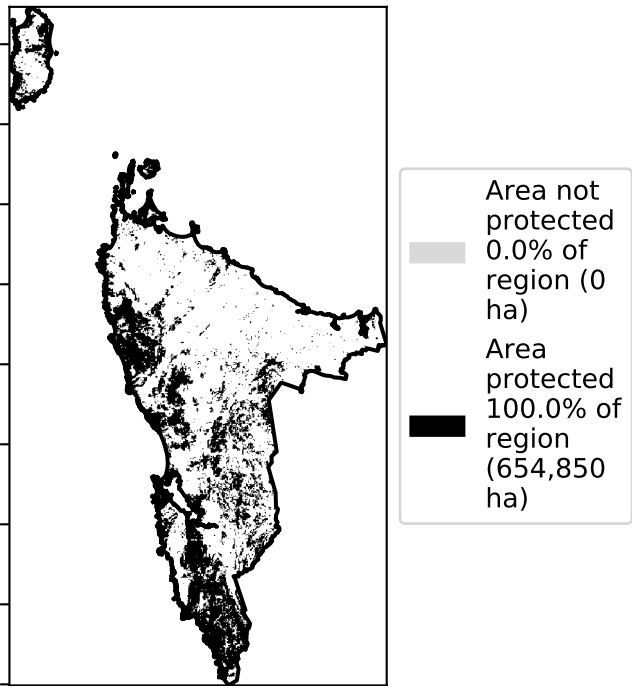 Area not
protected
0.0% of
region (0
ha)
Area
protected
100.0% of
region
(654,850
ha)